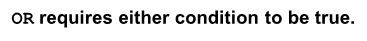 OR requires either condition to be true.